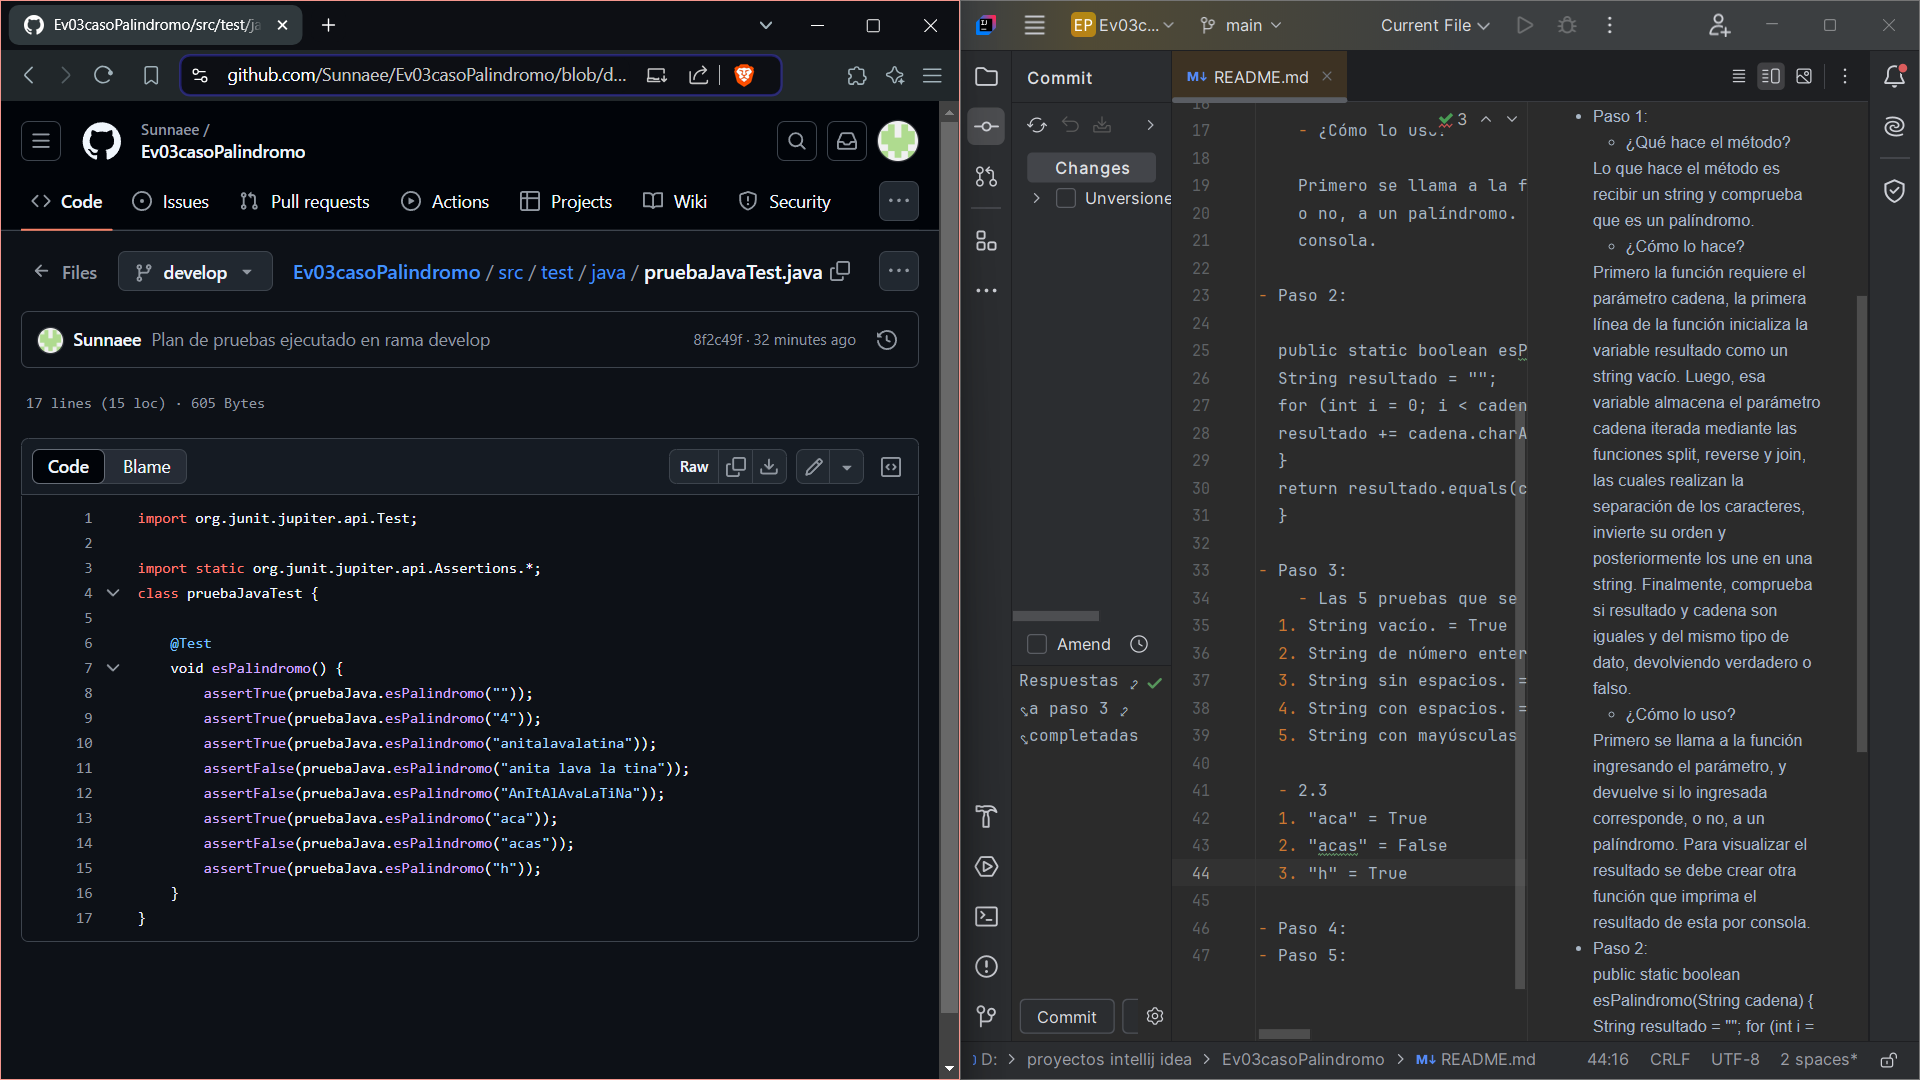 Ev03casoPalindromo/src/test/ja
github.com/Sunnaee/Ev03casoPalindromo/blob/d...
Sunnaee /
Ev03casoPalindromo
Code
Issues
Pull requests
Actions
Projects
Wiki
Security
Files
develop
Ev03casoPalindromo / src / test / java / pruebaJavaTest.java
Sunnaee Plan de pruebas ejecutado en rama develop
8f2c49f · 32 minutes ago
17 lines (15 loc) · 605 Bytes
Code
Blame
Raw
1 import org.junit.jupiter.api.Test;
2
3 import static org.junit.jupiter.api.Assertions.*;
4 class pruebaJavaTest {
5
6 @Test
7 void esPalindromo() {
8 assertTrue(pruebaJava.esPalindromo(""));
9 assertTrue(pruebaJava.esPalindromo("4"));
10 assertTrue(pruebaJava.esPalindromo("anitalavalatina"));
11 assertFalse(pruebaJava.esPalindromo("anita lava la tina"));
12 assertFalse(pruebaJava.esPalindromo("AnItAlAvaLaTiNa"));
13 assertTrue(pruebaJava.esPalindromo("aca"));
14 assertFalse(pruebaJava.esPalindromo("acas"));
15 assertTrue(pruebaJava.esPalindromo("h"));
16 }
17 }
EP Ev03c...
main
Current File
Commit
Changes
Unversione
Amend
Respuestas
a paso 3
completadas
Commit
M↓ README.md
3
16
17 - ¿Cómo lo uso?
18
19 Primero se llama a la f
20 o no, a un palíndromo.
21 consola.
22
23 - Paso 2:
24
25 public static boolean esP
26 String resultado = "";
27 for (int i = 0; i < caden
28 resultado += cadena.charA
29 }
30 return resultado.equals(c
31 }
32
33 - Paso 3:
34 - Las 5 pruebas que se
35 1. String vacío. = True
36 2. String de número enter
37 3. String sin espacios. =
38 4. String con espacios. =
39 5. String con mayúsculas
40
41 - 2.3
42 1. "aca" = True
43 2. "acas" = False
44 3. "h" = True
45
46 - Paso 4:
47 - Paso 5:
• Paso 1:
◦ ¿Qué hace el método?
Lo que hace el método es
recibir un string y comprueba
que es un palíndromo.
◦ ¿Cómo lo hace?
Primero la función requiere el
parámetro cadena, la primera
línea de la función inicializa la
variable resultado como un
string vacío. Luego, esa
variable almacena el parámetro
cadena iterada mediante las
funciones split, reverse y join,
las cuales realizan la
separación de los caracteres,
invierte su orden y
posteriormente los une en una
string. Finalmente, comprueba
si resultado y cadena son
iguales y del mismo tipo de
dato, devolviendo verdadero o
falso.
◦ ¿Cómo lo uso?
Primero se llama a la función
ingresando el parámetro, y
devuelve si lo ingresada
corresponde, o no, a un
palíndromo. Para visualizar el
resultado se debe crear otra
función que imprima el
resultado de esta por consola.
• Paso 2:
public static boolean
esPalindromo(String cadena) {
String resultado = ""; for (int i =
D: > proyectos intellij idea > Ev03casoPalindromo > M↓ README.md
44:16 CRLF UTF-8 2 spaces*